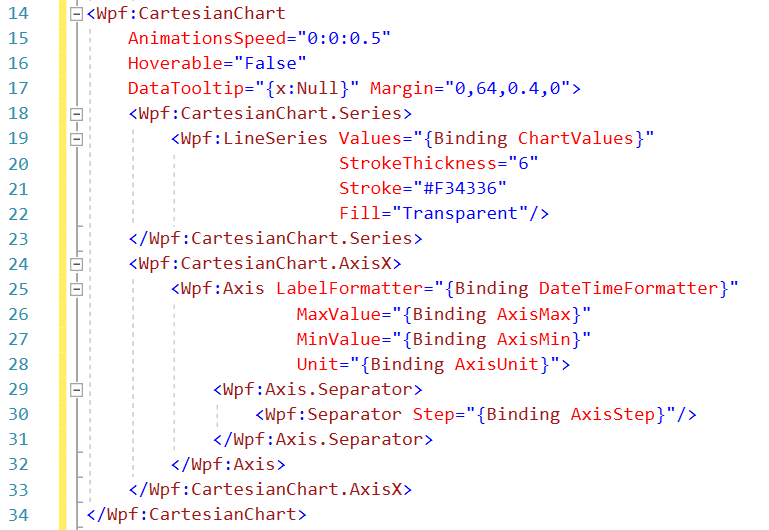 14 <Wpf:CartesianChart
15     AnimationsSpeed="0:0:0.5"
16     Hoverable="False"
17     DataTooltip="{x:Null}" Margin="0,64,0.4,0">
18     <Wpf:CartesianChart.Series>
19         <Wpf:LineSeries Values="{Binding ChartValues}"
20                         StrokeThickness="6"
21                         Stroke="#F34336"
22                         Fill="Transparent"/>
23     </Wpf:CartesianChart.Series>
24     <Wpf:CartesianChart.AxisX>
25         <Wpf:Axis LabelFormatter="{Binding DateTimeFormatter}"
26                     MaxValue="{Binding AxisMax}"
27                     MinValue="{Binding AxisMin}"
28                     Unit="{Binding AxisUnit}">
29             <Wpf:Axis.Separator>
30                 <Wpf:Separator Step="{Binding AxisStep}"/>
31             </Wpf:Axis.Separator>
32         </Wpf:Axis>
33     </Wpf:CartesianChart.AxisX>
34 </Wpf:CartesianChart>